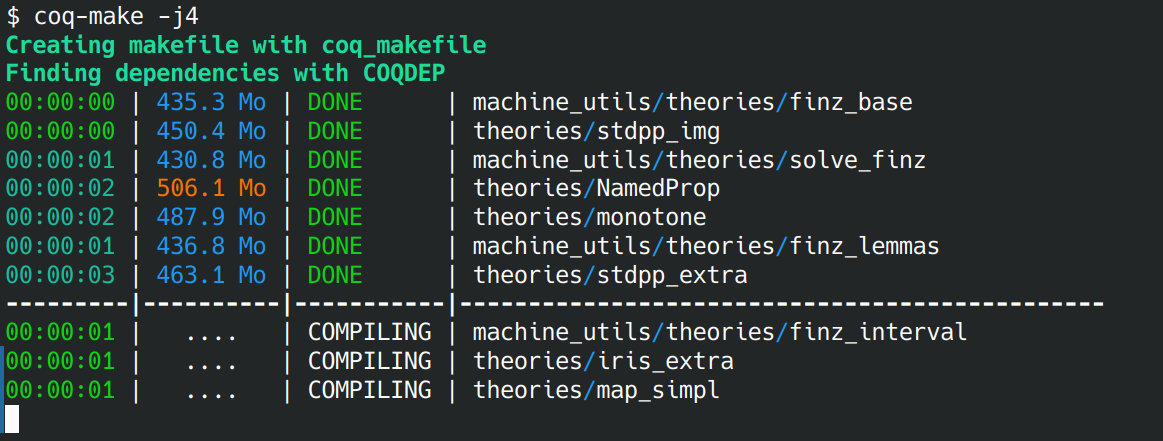 $ coq-make -j4
Creating makefile with coq_makefile
Finding dependencies with COQDEP
00:00:00 | 435.3 Mo | DONE      | machine_utils/theories/finz_base
00:00:00 | 450.4 Mo | DONE      | theories/stdpp_img
00:00:01 | 430.8 Mo | DONE      | machine_utils/theories/solve_finz
00:00:02 | 506.1 Mo | DONE      | theories/NamedProp
00:00:02 | 487.9 Mo | DONE      | theories/monotone
00:00:01 | 436.8 Mo | DONE      | machine_utils/theories/finz_lemmas
00:00:03 | 463.1 Mo | DONE      | theories/stdpp_extra
---------|----------|-----------|-----------------------------------------------
00:00:01 |   ....   | COMPILING | machine_utils/theories/finz_interval
00:00:01 |   ....   | COMPILING | theories/iris_extra
00:00:01 |   ....   | COMPILING | theories/map_simpl